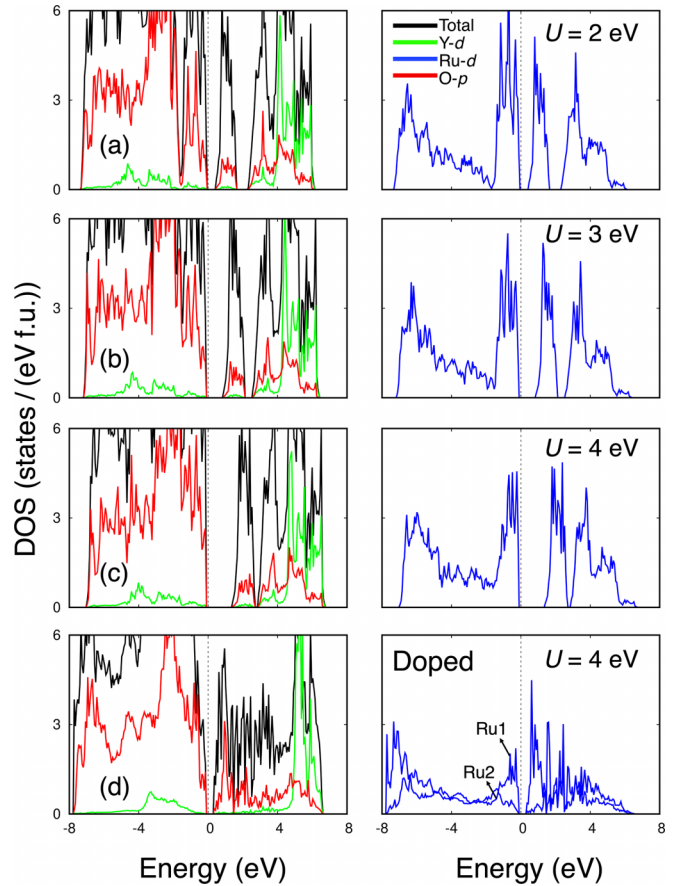 6
3
0
(a)
Total
Y-d
Ru-d
O-p
U = 2 eV
6
3
0
(b)
U = 3 eV
6
3
0
(c)
U = 4 eV
6
3
0
(d)
Doped
U = 4 eV
Ru1
Ru2
-8 -4 0 4 8
-8 -4 0 4 8
DOS (states / (eV f.u.))
Energy (eV)
Energy (eV)